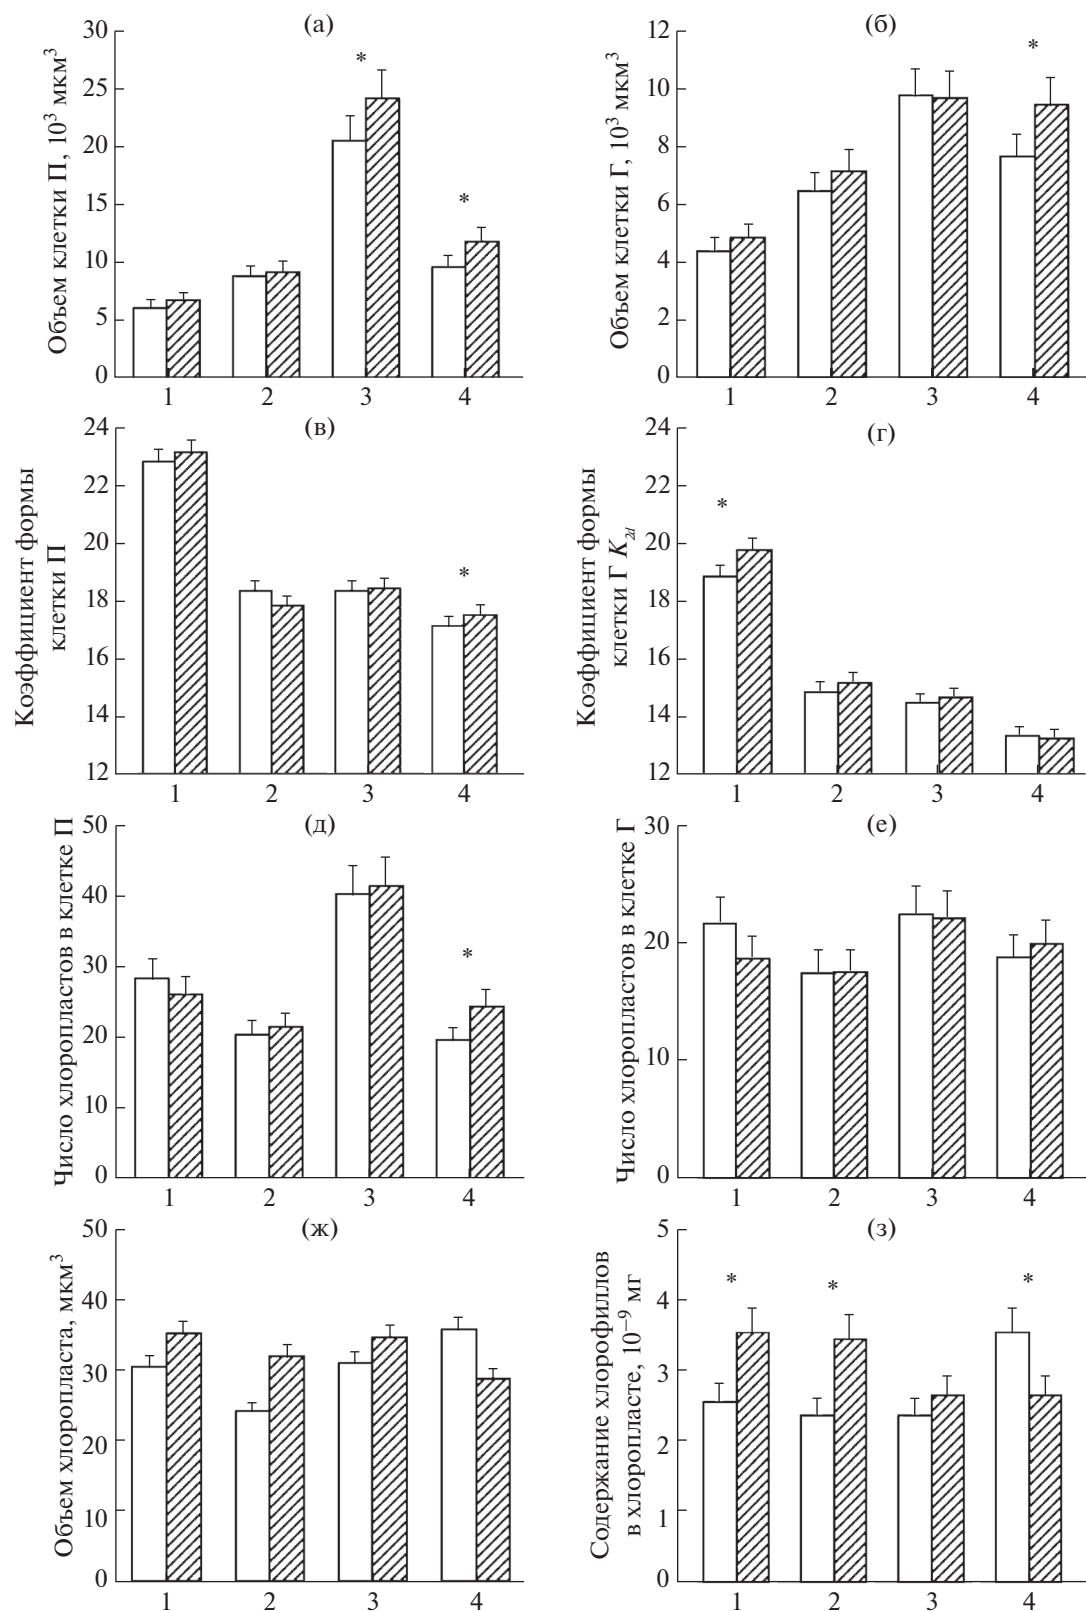 (а)
Объем клетки П, 10³ мкм³
30
25
20
15
10
5
0
*
*
1 2 3 4
(б)
Объем клетки Г, 10³ мкм³
12
10
8
6
4
2
0
*
1 2 3 4
(в)
Коэффициент формы
клетки П
24
22
20
18
16
14
12
*
1 2 3 4
(г)
Коэффициент формы
клетки Г K₂d
24
22
20
18
16
14
12
*
1 2 3 4
(д)
Число хлоропластов в клетке П
50
40
30
20
10
0
*
1 2 3 4
(е)
Число хлоропластов в клетке Г
30
20
10
0
1 2 3 4
(ж)
Объем хлоропласта, мкм³
50
40
30
30
20
10
0
1 2 3 4
(з)
Содержание хлорофиллов
в хлоропласте, 10⁻⁹ мг
5
4
3
2
2
1
0
* * *
1 2 3 4